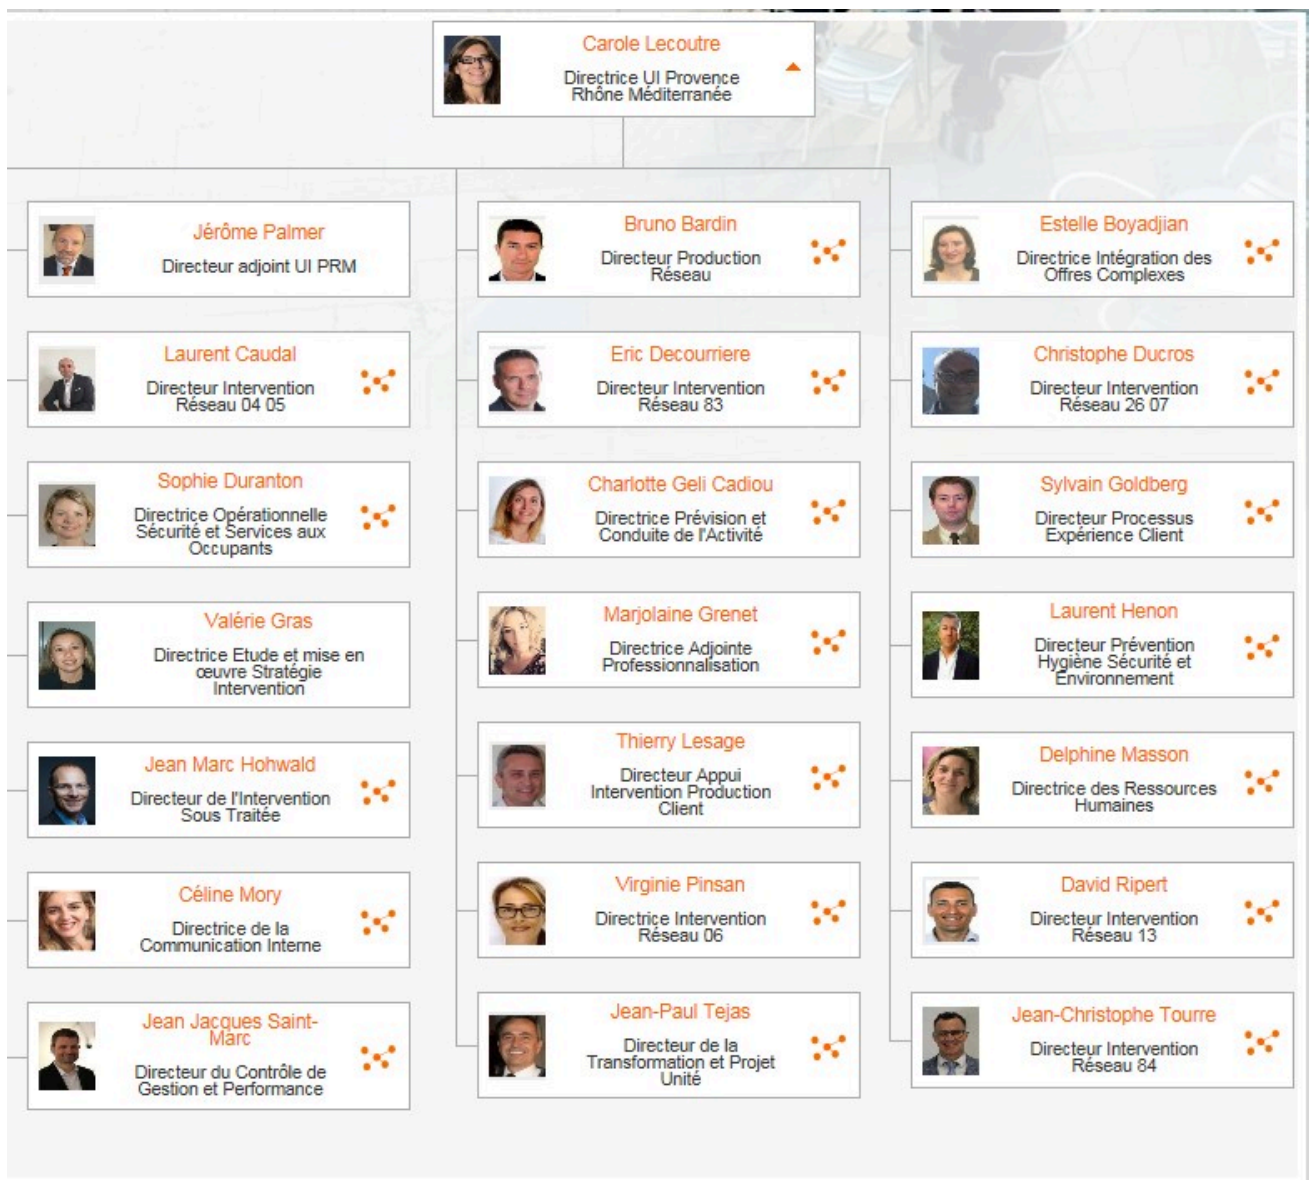 Carole Lecoutre
Directrice UI Provence
Rhône Méditerranée
Jérôme Palmer
Directeur adjoint UI PRM
Bruno Bardin
Directeur Production
Réseau
Estelle Boyadjian
Directrice Intégration des
Offres Complexes
Laurent Caudal
Directeur Intervention
Réseau 04 05
Eric Decourriere
Directeur Intervention
Réseau 83
Christophe Ducros
Directeur Intervention
Réseau 26 07
Sophie Duranton
Directrice Opérationnelle
Sécurité et Services aux
Occupants
Charlotte Geli Cadiou
Directrice Prévision et
Conduite de l'Activité
Sylvain Goldberg
Directeur Processus
Expérience Client
Valérie Gras
Directrice Etude et mise en
œuvre Stratégie
Intervention
Marjolaine Grenet
Directrice Adjointe
Professionnalisation
Laurent Henon
Directeur Prévention
Hygiène Sécurité et
Environnement
Jean Marc Hohwald
Directeur de l'Intervention
Sous Traitée
Thierry Lesage
Directeur Appui
Intervention Production
Client
Delphine Masson
Directrice des Ressources
Humaines
Céline Mory
Directrice de la
Communication Interne
Virginie Pinsan
Directrice Intervention
Réseau 06
David Ripert
Directeur Intervention
Réseau 13
Jean Jacques Saint-
Marc
Directeur du Contrôle de
Gestion et Performance
Jean-Paul Tejas
Directeur de la
Transformation et Projet
Unité
Jean-Christophe Tourre
Directeur Intervention
Réseau 84